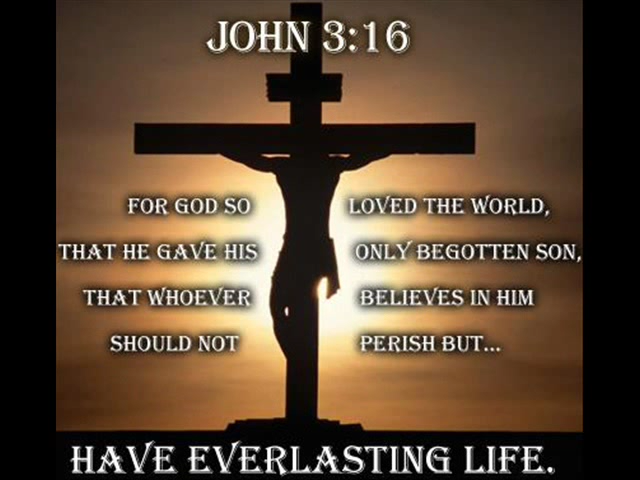 JOHN 3:16
FOR GOD SO LOVED THE WORLD,
THAT HE GAVE HIS ONLY BEGOTTEN SON,
THAT WHOEVER BELIEVES IN HIM
SHOULD NOT PERISH BUT...
HAVE EVERLASTING LIFE.